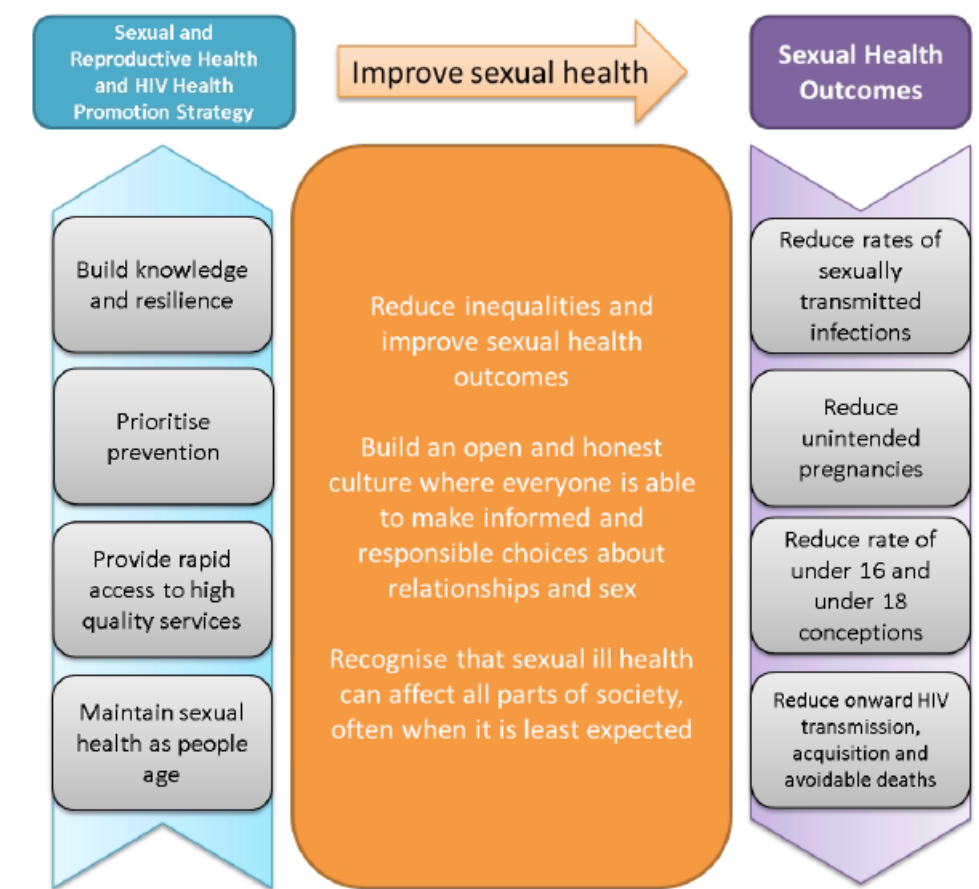 Sexual and
Reproductive Health
and HIV Health
Promotion Strategy
Improve sexual health
Sexual Health
Outcomes
Build knowledge
and resilience
Prioritise
prevention
Provide rapid
access to high
quality services
Maintain sexual
health as people
age
Reduce inequalities and
improve sexual health
outcomes
Build an open and honest
culture where everyone is able
to make informed and
responsible choices about
relationships and sex
Recognise that sexual ill health
can affect all parts of society,
often when it is least expected
Reduce rates of
sexually
transmitted
infections
Reduce
unintended
pregnancies
Reduce rate of
under 16 and
under 18
conceptions
Reduce onward HIV
transmission,
acquisition and
avoidable deaths